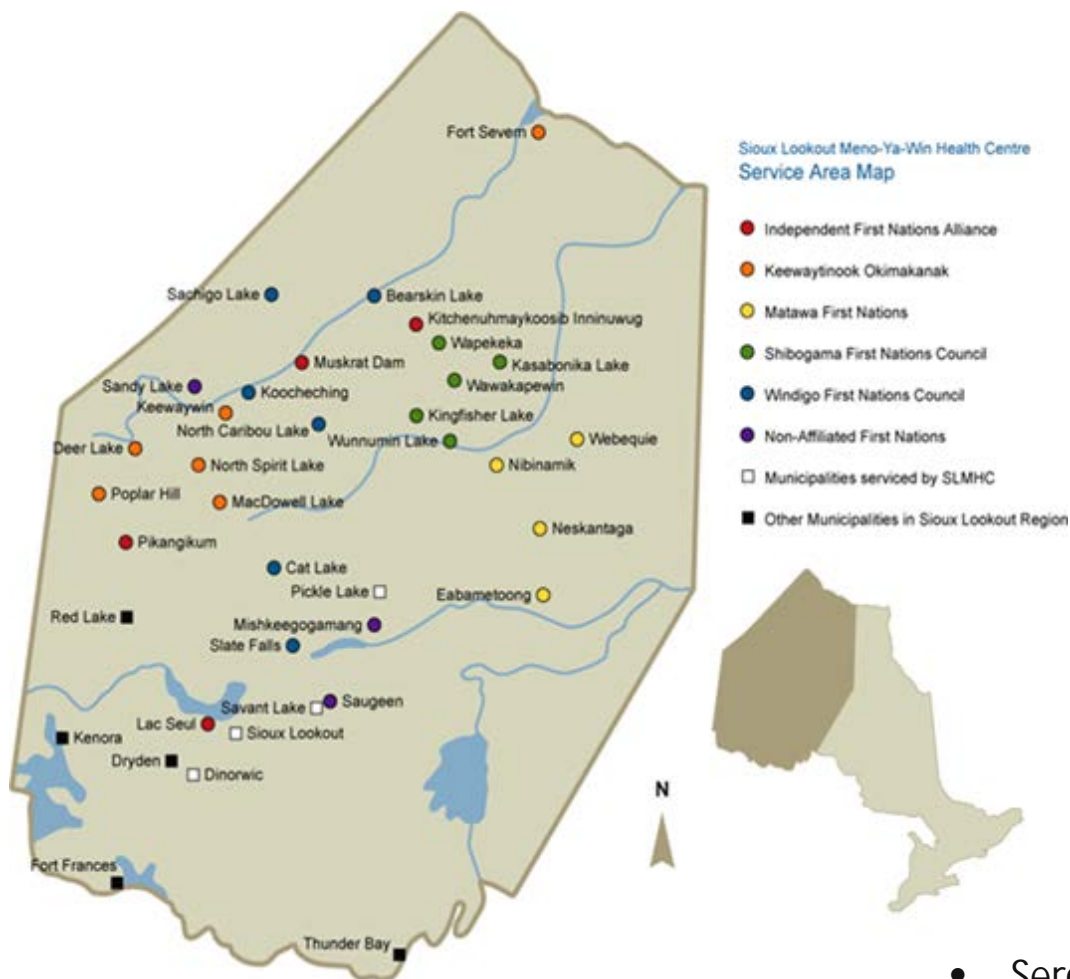 Fort Severn
Sioux Lookout Meno-Ya-Win Health Centre
Service Area Map
Independent First Nations Alliance
Keewaytinook Okimakanak
Matawa First Nations
Shibogama First Nations Council
Windigo First Nations Council
Non-Affiliated First Nations
Municipalities serviced by SLMHC
Other Municipalities in Sioux Lookout Region
Sachigo Lake
Bearskin Lake
Kitchenuhmaykoosib Inninuwug
Wapekeka
Muskrat Dam
Kasabonika Lake
Sandy Lake
Koocheching
Wawakapewin
Keewaywin
Kingfisher Lake
North Caribou Lake
Wunnumin Lake
Webequie
Deer Lake
North Spirit Lake
Nibinamik
Poplar Hill
MacDowell Lake
Neskantaga
Pikangikum
Cat Lake
Pickle Lake
Eabametoong
Red Lake
Mishkeegogamang
Slate Falls
Savant Lake
Saugeen
Lac Seul
Sioux Lookout
Kenora
Dryden
Dinorwic
N
Fort Frances
Thunder Bay